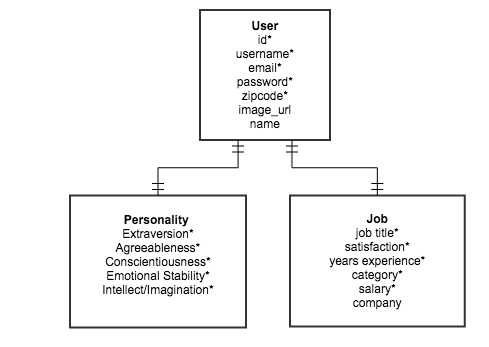 User
id*
username*
email*
password*
zipcode*
image_url
name
Personality
Extraversion*
Agreeableness*
Conscientiousness*
Emotional Stability*
Intellect/Imagination*
Job
job title*
satisfaction*
years experience*
category*
salary*
company